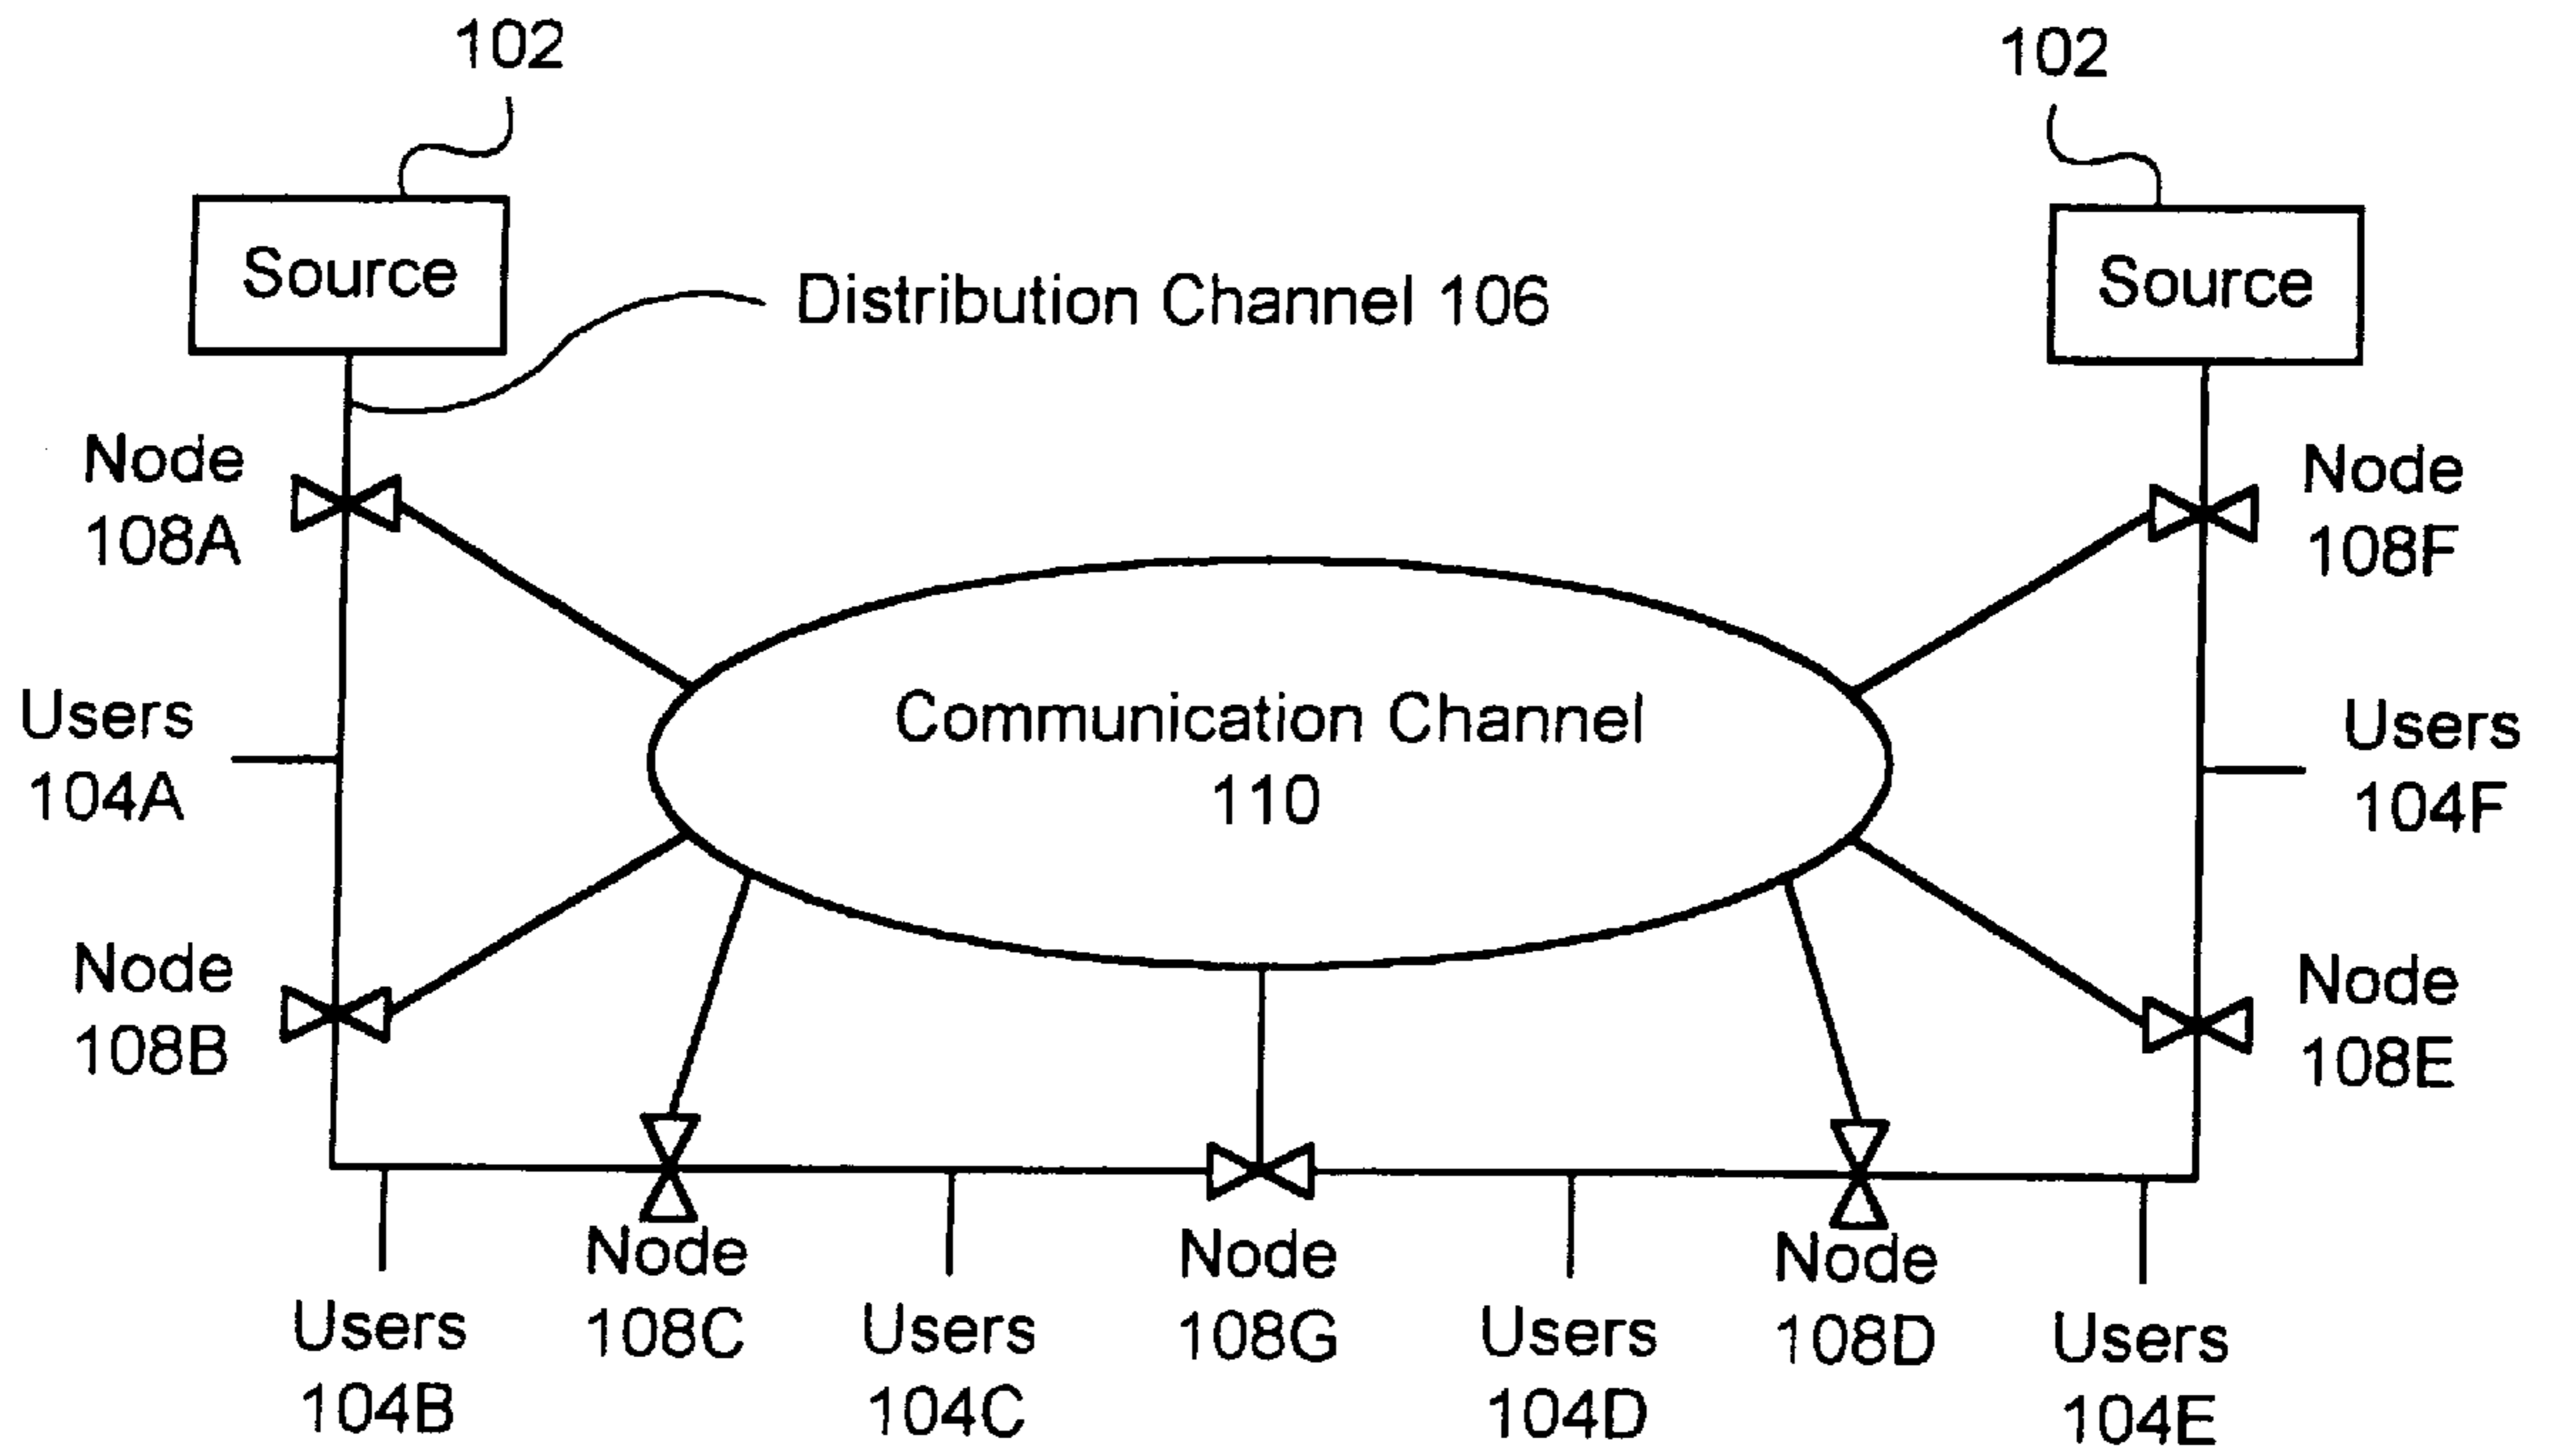 102
102
Source
Source
Distribution Channel 106
Node
108A
Node
108F
Users
104A
Communication Channel
110
Users
104F
Node
108B
Node
108E
Users
104B
Node
108C
Users
104C
Node
108G
Users
104D
Node
108D
Users
104E